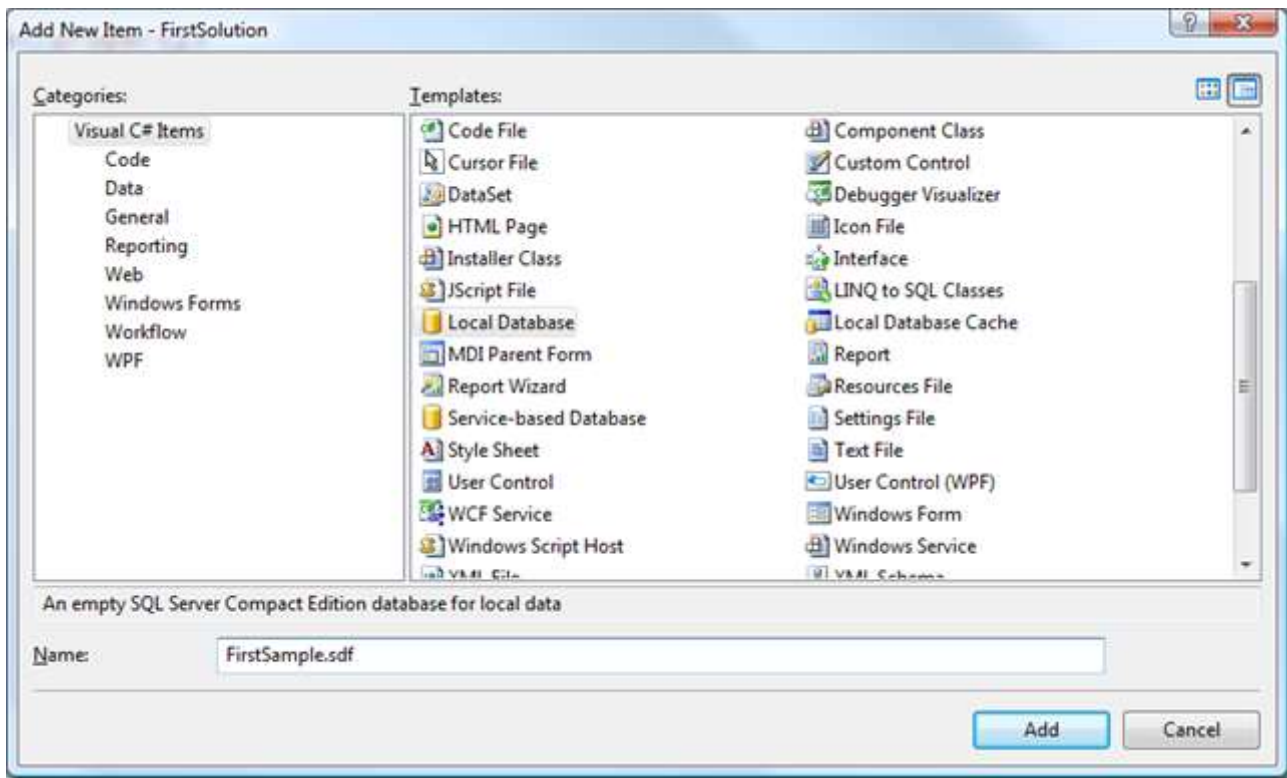 Add New Item - FirstSolution
Categories:
Templates:
Visual C# Items
Code
Data
General
Reporting
Web
Windows Forms
Workflow
WPF
Code File
Component Class
Cursor File
Custom Control
DataSet
Debugger Visualizer
HTML Page
Icon File
Installer Class
Interface
JScript File
LINQ to SQL Classes
Local Database
Local Database Cache
MDI Parent Form
Report
Report Wizard
Resources File
Service-based Database
Settings File
Style Sheet
Text File
User Control
User Control (WPF)
WCF Service
Windows Form
Windows Script Host
Windows Service
XML File
XML Schema
An empty SQL Server Compact Edition database for local data
Name:
FirstSample.sdf
Add
Cancel